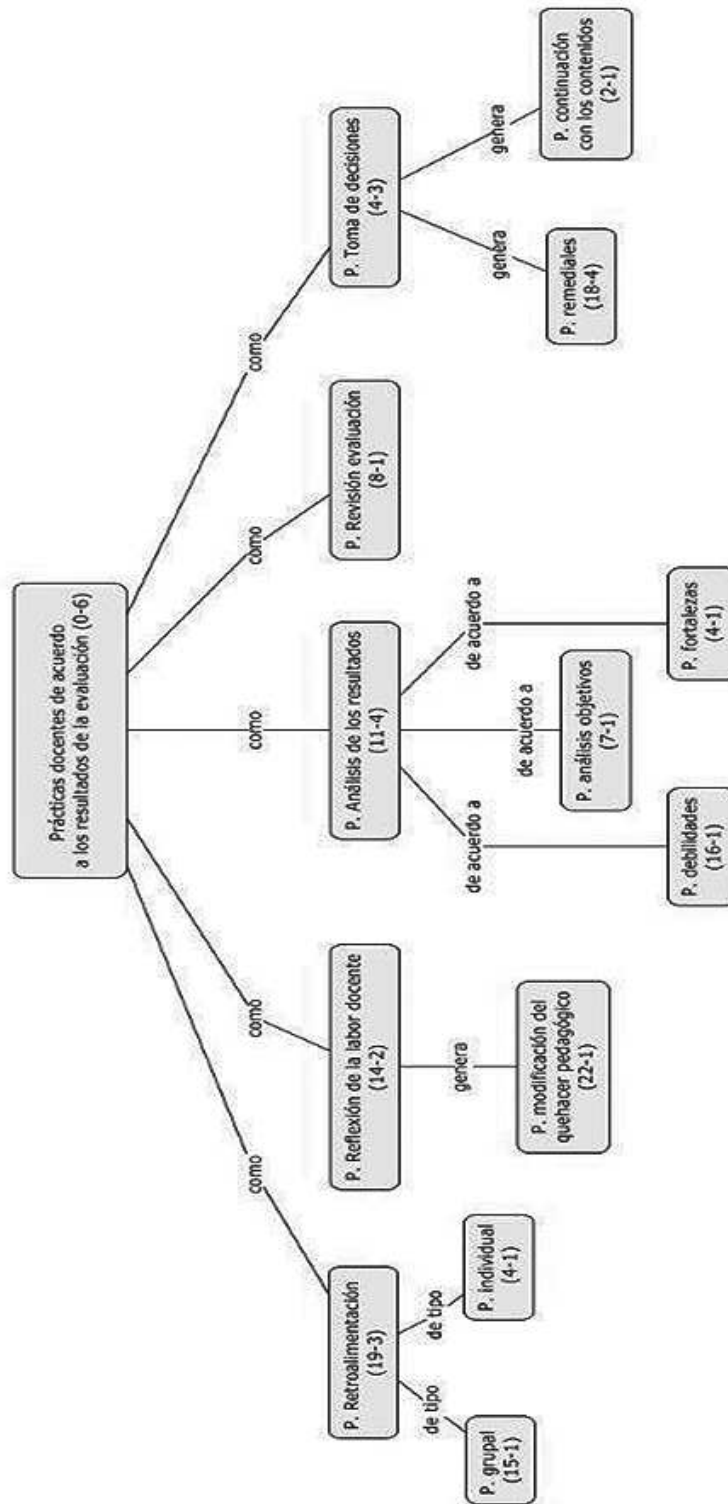 Prácticas docentes de acuerdo
a los resultados de la evaluación (0-6)
como
como
como
como
como
P. Retroalimentación
(19-3)
P. Reflexión de la labor docente
(14-2)
P. Análisis de los resultados
(11-4)
P. Revisión evaluación
(8-1)
P. Toma de decisiones
(4-3)
de tipo
de tipo
genera
de acuerdo a
de acuerdo a
de acuerdo a
genera
genera
P. grupal
(15-1)
P. individual
(4-1)
P. modificación del
quehacer pedagógico
(22-1)
P. debilidades
(16-1)
P. análisis objetivos
(7-1)
P. fortalezas
(4-1)
P. remediales
(18-4)
P. continuación
con los contenidos
(2-1)